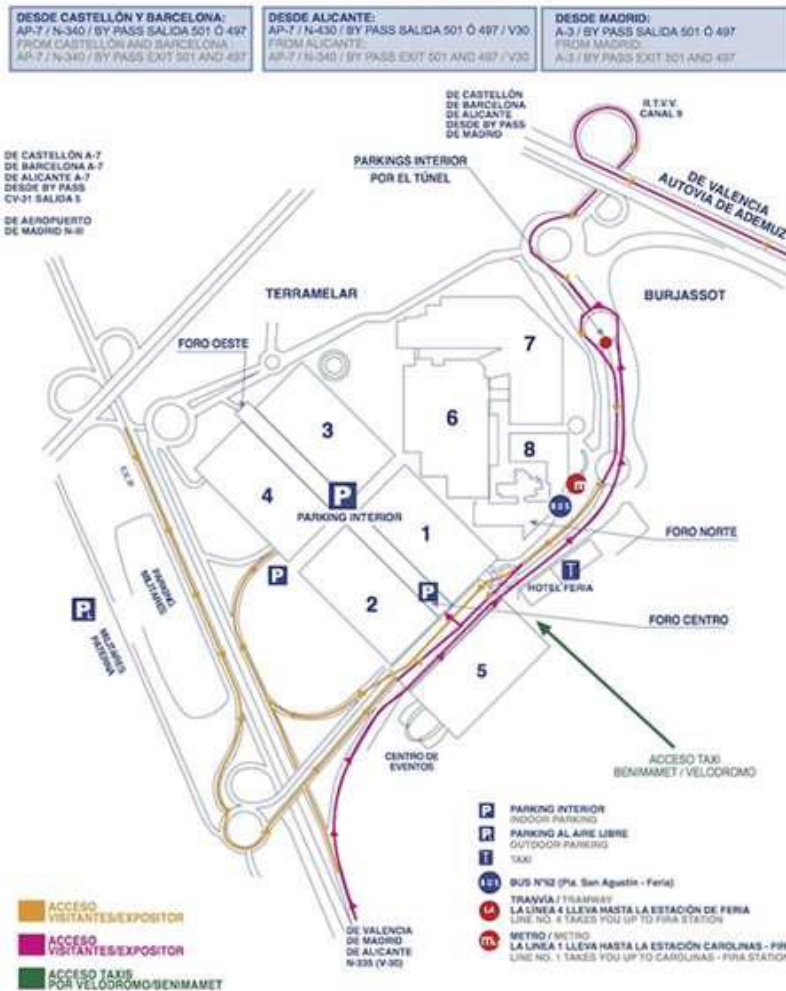 DESDE CASTELLÓN Y BARCELONA:
AP-7 / N-340 / BY PASS SALIDA 501 Ó 497
FROM CASTELLÓN AND BARCELONA:
AP-7 / N-340 / BY PASS EXIT 501 AND 497
DESDE ALICANTE:
AP-7 / N-430 / BY PASS SALIDA 501 Ó 497 / V30
FROM ALICANTE:
AP-7 / N-340 / BY PASS EXIT 501 AND 497 / V30
DESDE MADRID:
A-3 / BY PASS SALIDA 501 Ó 497
FROM MADRID:
A-3 / BY PASS EXIT 501 AND 497
DE CASTELLÓN
DE BARCELONA
DE ALICANTE
DESDE BY PASS
DE MADRID
R.T.V.V.
CANAL 9
DE CASTELLÓN A-7
DE BARCELONA A-7
DE ALICANTE A-7
DESDE BY PASS
CV-31 SALIDA 5
DE AEROPUERTO
DE MADRID N-III
PARKINGS INTERIOR
POR EL TÚNEL
DE VALENCIA
AUTOVIA DE ADEMUZ
TERRAMELAR
BURJASSOT
FORO OESTE
7
6
3
8
4
P
PARKING INTERIOR
1
m
BUS
FORO NORTE
P
T
HOTEL FERIA
PARKING
MILITARES
P
2
P
MILITARES
PATERNA
FORO CENTRO
5
CENTRO DE
EVENTOS
ACCESO TAXI
BENIMAMET / VELODROMO
P PARKING INTERIOR
INDOOR PARKING
P PARKING AL AIRE LIBRE
OUTDOOR PARKING
T TAXI
BUS BUS Nº62 (Pla. San Agustín - Feria)
TRANVÍA / TRAMWAY
LA LÍNEA 4 LLEVA HASTA LA ESTACIÓN DE FERIA
LINE NO. 4 TAKES YOU UP TO FIRA STATION
METRO / METRO
LA LINEA 1 LLEVA HASTA LA ESTACIÓN CAROLINAS - FIR
LINE NO. 1 TAKES YOU UP TO CAROLINAS - FIRA STATION
ACCESO
VISITANTES/EXPOSITOR
ACCESO
VISITANTES/EXPOSITOR
ACCESO TAXIS
POR VELODROMO/BENIMAMET
DE VALENCIA
DE MADRID
DE ALICANTE
N-335 (V-30)